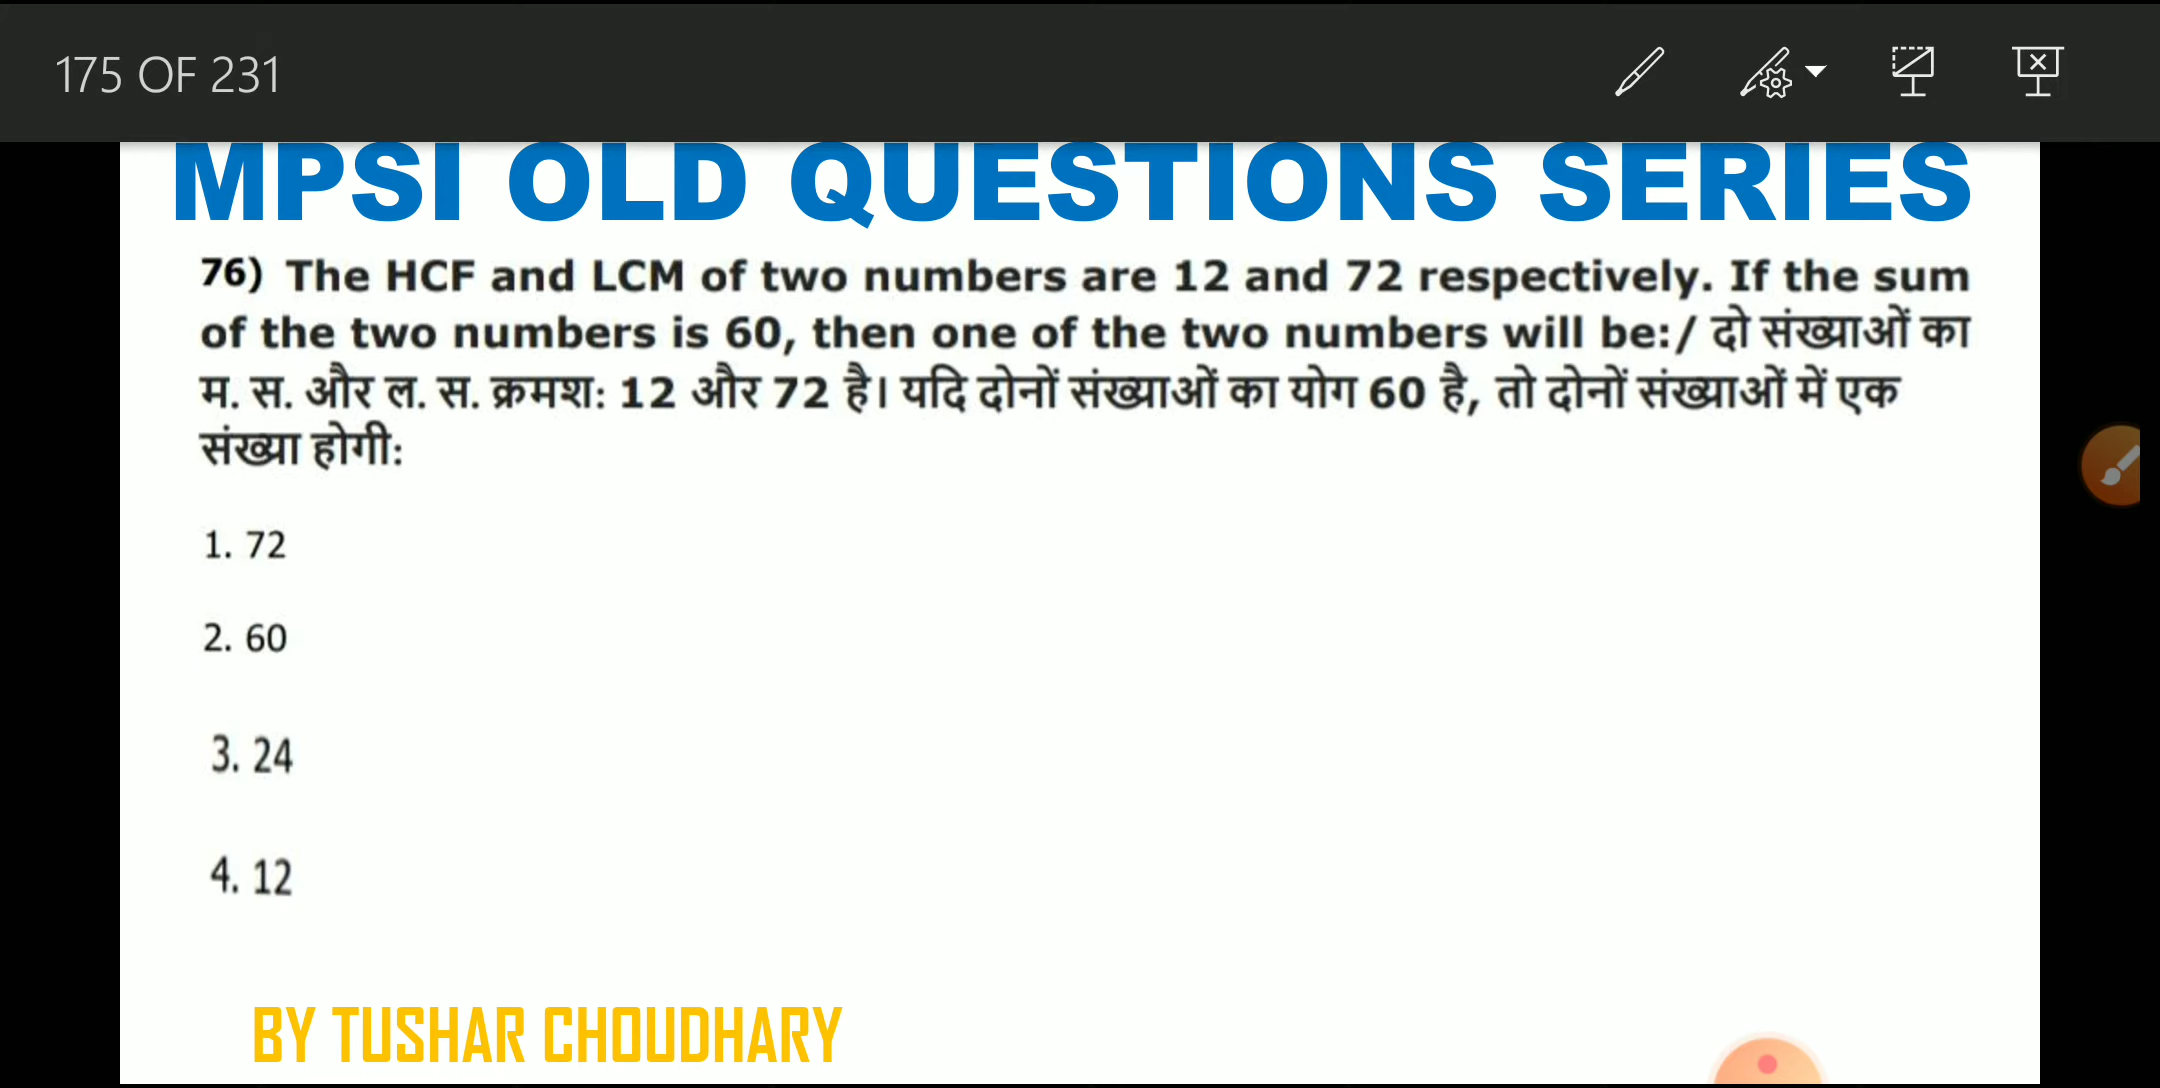 175 OF 231
MPSI OLD QUESTIONS SERIES
76) The HCF and LCM of two numbers are 12 and 72 respectively. If the sum
of the two numbers is 60, then one of the two numbers will be:/ दो संख्याओं का
म. स. और ल. स. क्रमश: 12 और 72 है। यदि दोनों संख्याओं का योग 60 है, तो दोनों संख्याओं में एक
संख्या होगी:
1. 72
2. 60
3. 24
4. 12
BY TUSHAR CHOUDHARY